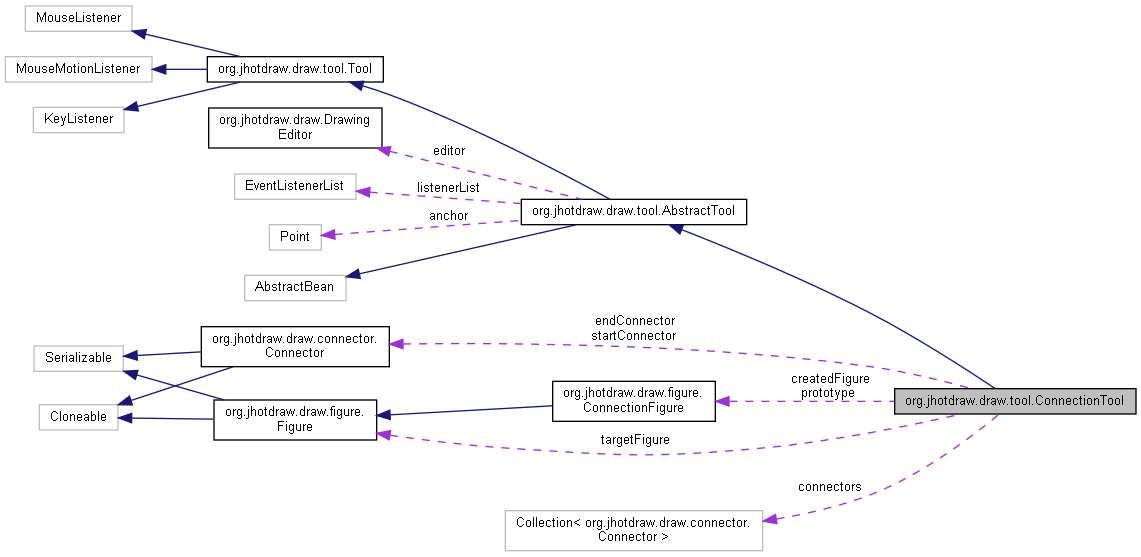 MouseListener
MouseMotionListener
org.jhotdraw.draw.tool.Tool
KeyListener
org.jhotdraw.draw.Drawing
Editor
editor
EventListenerList
listenerList
org.jhotdraw.draw.tool.AbstractTool
anchor
Point
AbstractBean
endConnector
startConnector
org.jhotdraw.draw.connector.
Connector
Serializable
createdFigure
prototype
org.jhotdraw.draw.figure.
ConnectionFigure
org.jhotdraw.draw.tool.ConnectionTool
Cloneable
org.jhotdraw.draw.figure.
Figure
targetFigure
connectors
Collection< org.jhotdraw.draw.connector.
Connector >